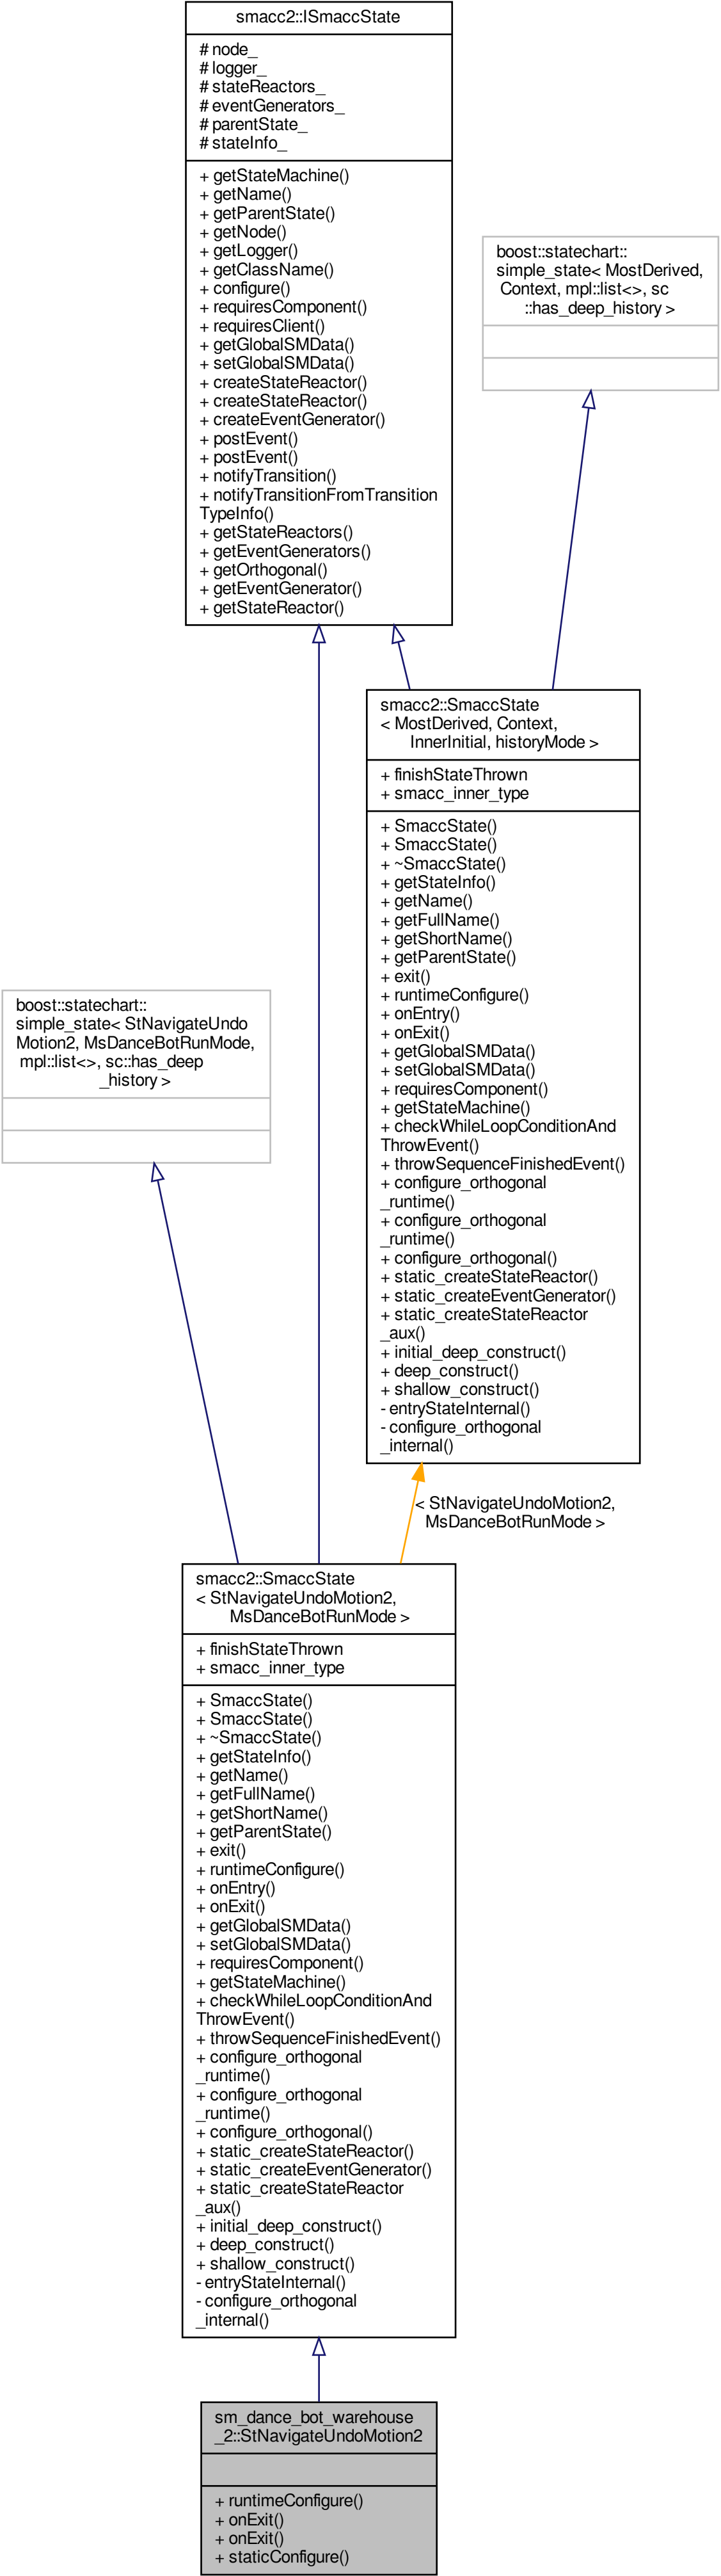 smacc2::ISmaccState
# node_
# logger_
# stateReactors_
# eventGenerators_
# parentState_
# stateInfo_
+ getStateMachine()
+ getName()
+ getParentState()
+ getNode()
+ getLogger()
+ getClassName()
+ configure()
+ requiresComponent()
+ requiresClient()
+ getGlobalSMData()
+ setGlobalSMData()
+ createStateReactor()
+ createStateReactor()
+ createEventGenerator()
+ postEvent()
+ postEvent()
+ notifyTransition()
+ notifyTransitionFromTransition
TypeInfo()
+ getStateReactors()
+ getEventGenerators()
+ getOrthogonal()
+ getEventGenerator()
+ getStateReactor()
boost::statechart::
simple_state< MostDerived,
Context, mpl::list<>, sc
::has_deep_history >
smacc2::SmaccState
< MostDerived, Context,
InnerInitial, historyMode >
+ finishStateThrown
+ smacc_inner_type
+ SmaccState()
+ SmaccState()
+ ~SmaccState()
+ getStateInfo()
+ getName()
+ getFullName()
+ getShortName()
+ getParentState()
+ exit()
+ runtimeConfigure()
+ onEntry()
+ onExit()
+ getGlobalSMData()
+ setGlobalSMData()
+ requiresComponent()
+ getStateMachine()
+ checkWhileLoopConditionAnd
ThrowEvent()
+ throwSequenceFinishedEvent()
+ configure_orthogonal
_runtime()
+ configure_orthogonal
_runtime()
+ configure_orthogonal()
+ static_createStateReactor()
+ static_createEventGenerator()
+ static_createStateReactor
_aux()
+ initial_deep_construct()
+ deep_construct()
+ shallow_construct()
- entryStateInternal()
- configure_orthogonal
_internal()
boost::statechart::
simple_state< StNavigateUndo
Motion2, MsDanceBotRunMode,
mpl::list<>, sc::has_deep
_history >
< StNavigateUndoMotion2,
MsDanceBotRunMode >
smacc2::SmaccState
< StNavigateUndoMotion2,
MsDanceBotRunMode >
+ finishStateThrown
+ smacc_inner_type
+ SmaccState()
+ SmaccState()
+ ~SmaccState()
+ getStateInfo()
+ getName()
+ getFullName()
+ getShortName()
+ getParentState()
+ exit()
+ runtimeConfigure()
+ onEntry()
+ onExit()
+ getGlobalSMData()
+ setGlobalSMData()
+ requiresComponent()
+ getStateMachine()
+ checkWhileLoopConditionAnd
ThrowEvent()
+ throwSequenceFinishedEvent()
+ configure_orthogonal
_runtime()
+ configure_orthogonal
_runtime()
+ configure_orthogonal()
+ static_createStateReactor()
+ static_createEventGenerator()
+ static_createStateReactor
_aux()
+ initial_deep_construct()
+ deep_construct()
+ shallow_construct()
- entryStateInternal()
- configure_orthogonal
_internal()
sm_dance_bot_warehouse
_2::StNavigateUndoMotion2
+ runtimeConfigure()
+ onExit()
+ onExit()
+ staticConfigure()